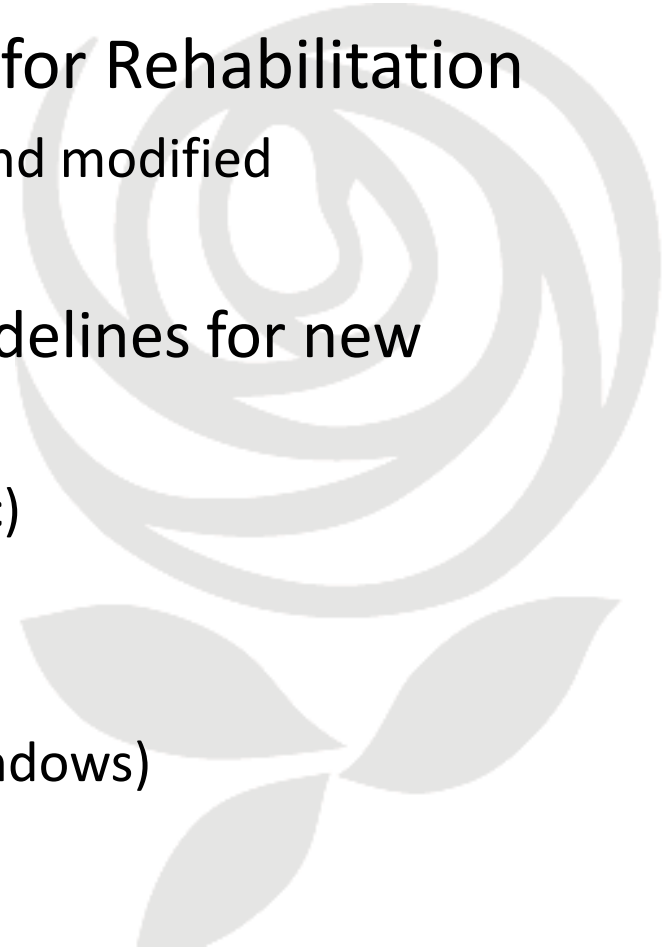 for Rehabilitation
nd modified
delines for new
)
ndows)